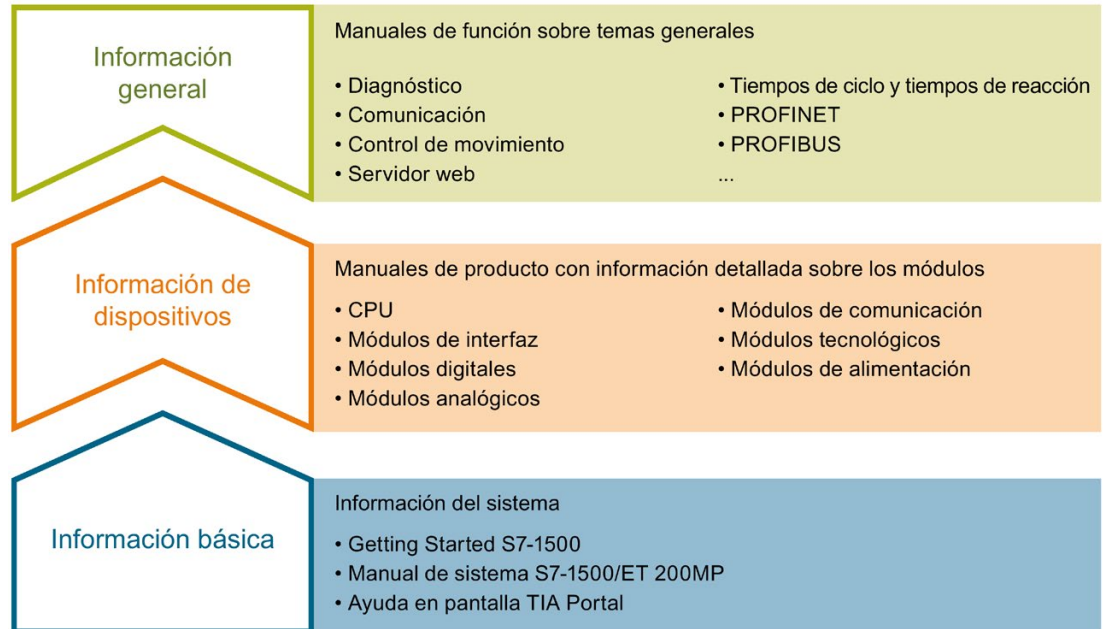 Información
general
Manuales de función sobre temas generales
• Diagnóstico
• Comunicación
• Control de movimiento
• Servidor web
• Tiempos de ciclo y tiempos de reacción
• PROFINET
• PROFIBUS
...
Información de
dispositivos
Manuales de producto con información detallada sobre los módulos
• CPU
• Módulos de interfaz
• Módulos digitales
• Módulos analógicos
• Módulos de comunicación
• Módulos tecnológicos
• Módulos de alimentación
Información básica
Información del sistema
• Getting Started S7-1500
• Manual de sistema S7-1500/ET 200MP
• Ayuda en pantalla TIA Portal